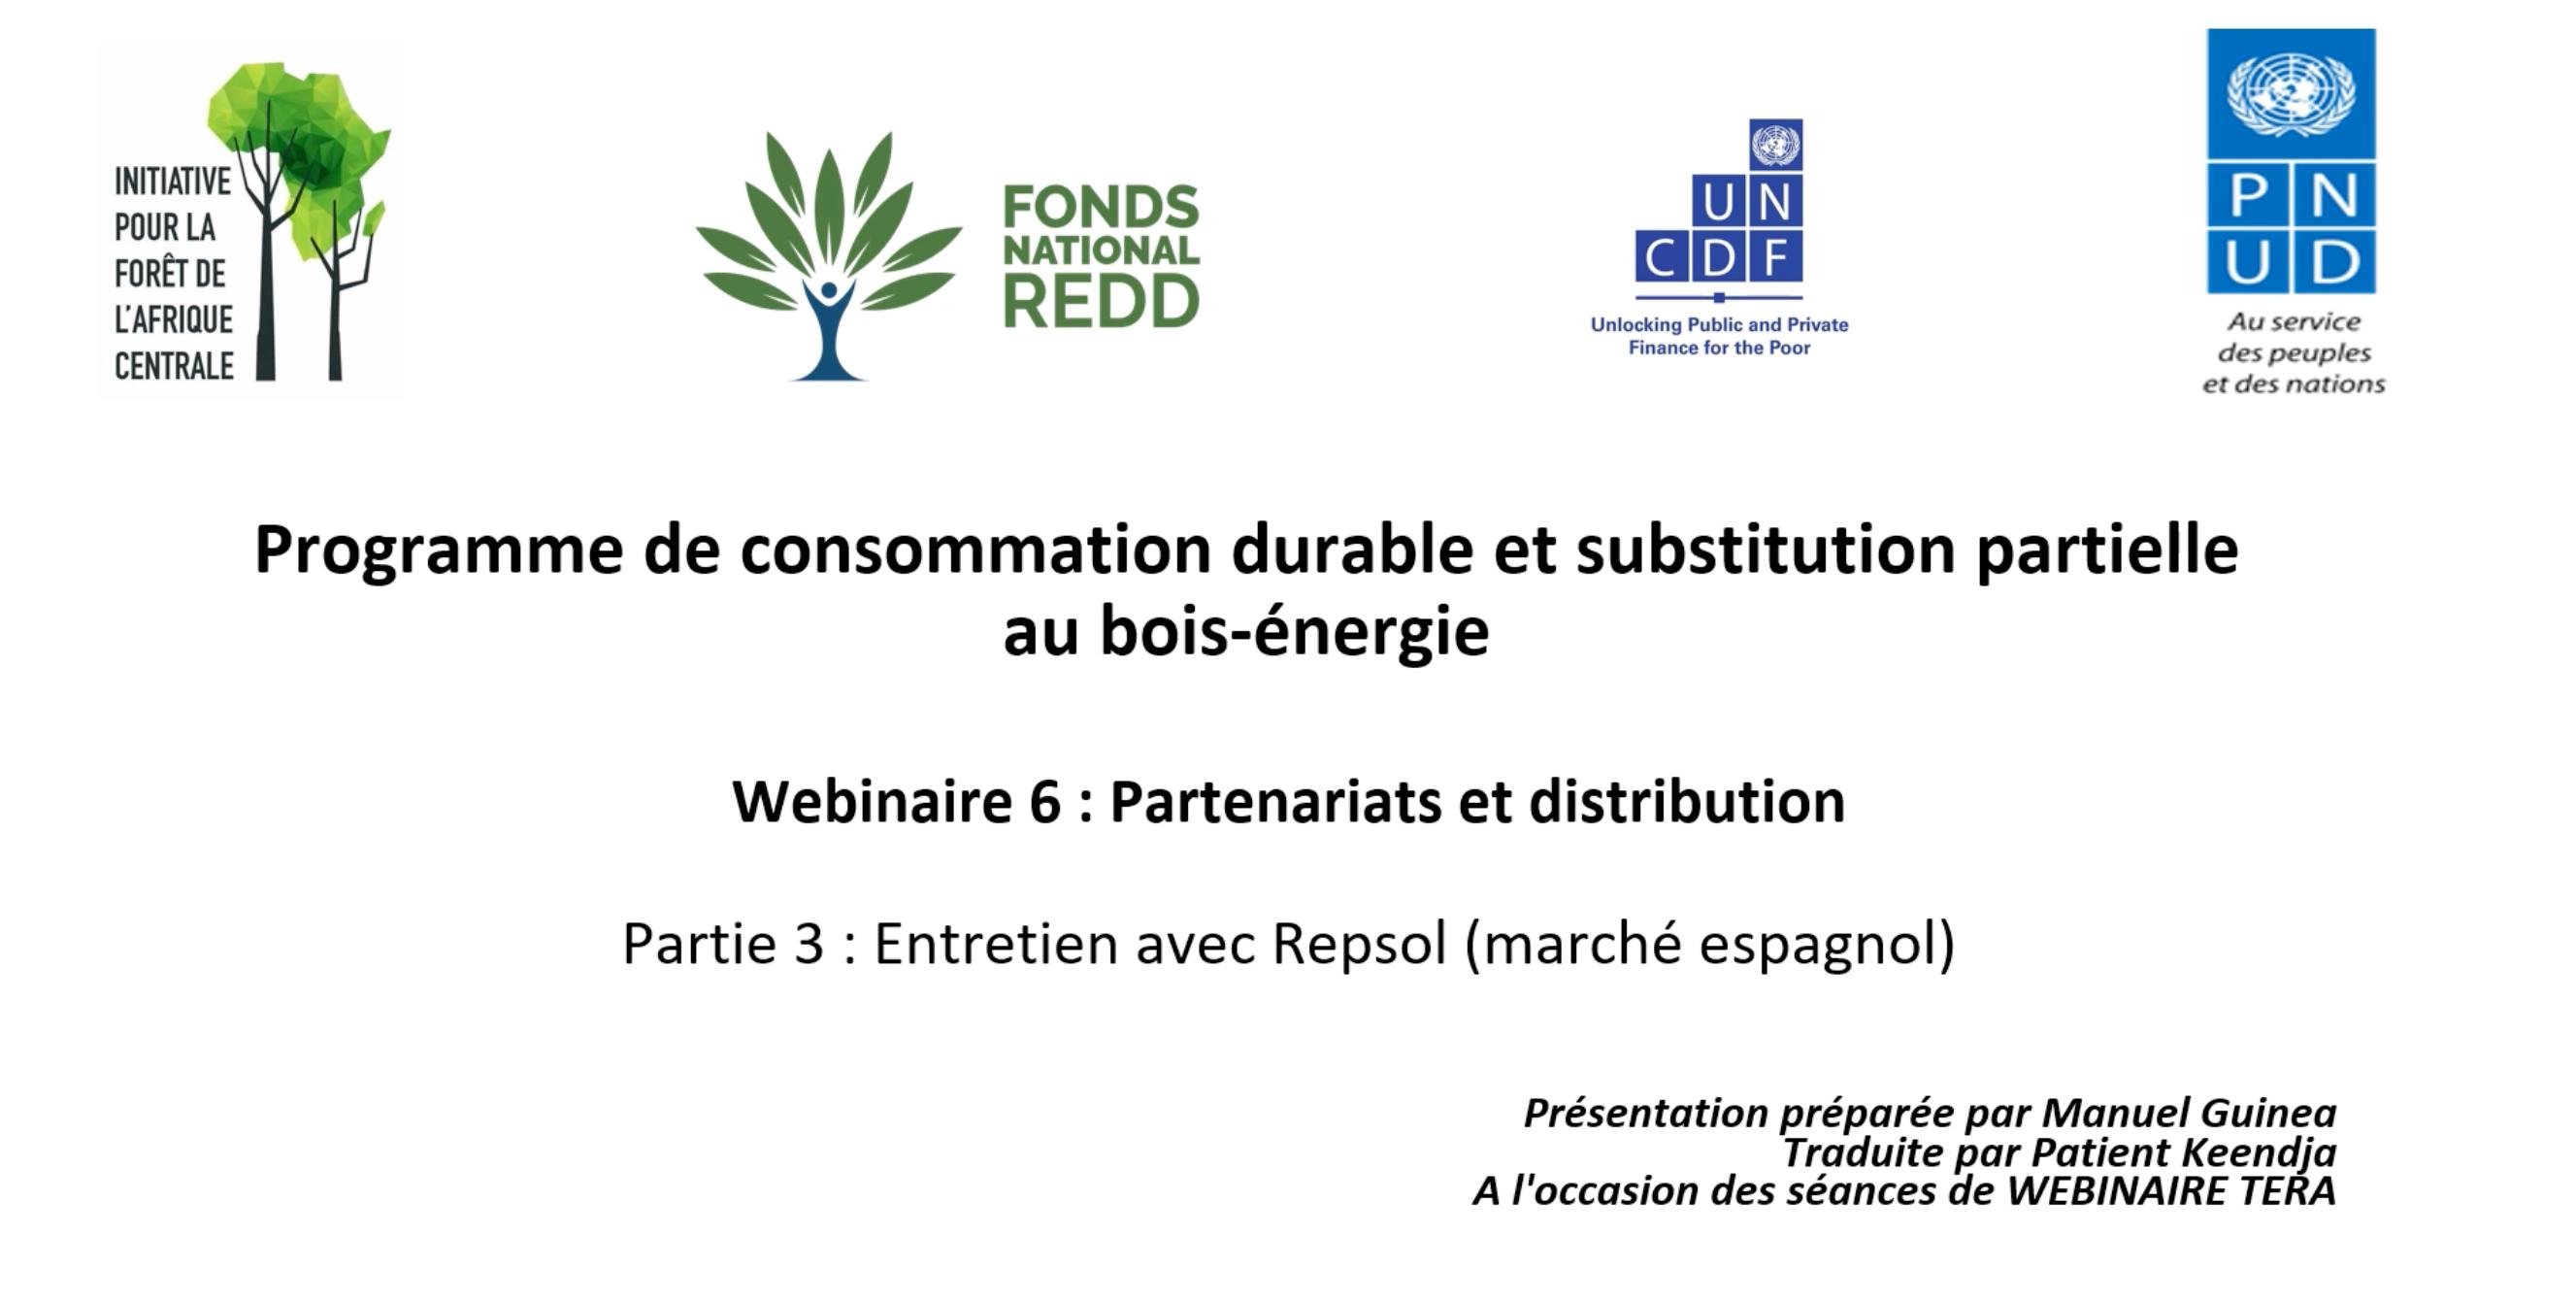 INITIATIVE
POUR LA
FORÊT DE
L'AFRIQUE
CENTRALE
FONDS
NATIONAL
REDD
UN
CDF
Unlocking Public and Private
Finance for the Poor
PN
UD
Au service
des peuples
et des nations
Programme de consommation durable et substitution partielle
au bois-énergie
Webinaire 6 : Partenariats et distribution
Partie 3 : Entretien avec Repsol (marché espagnol)
Présentation préparée par Manuel Guinea
Traduite par Patient Keendja
A l'occasion des séances de WEBINAIRE TERA